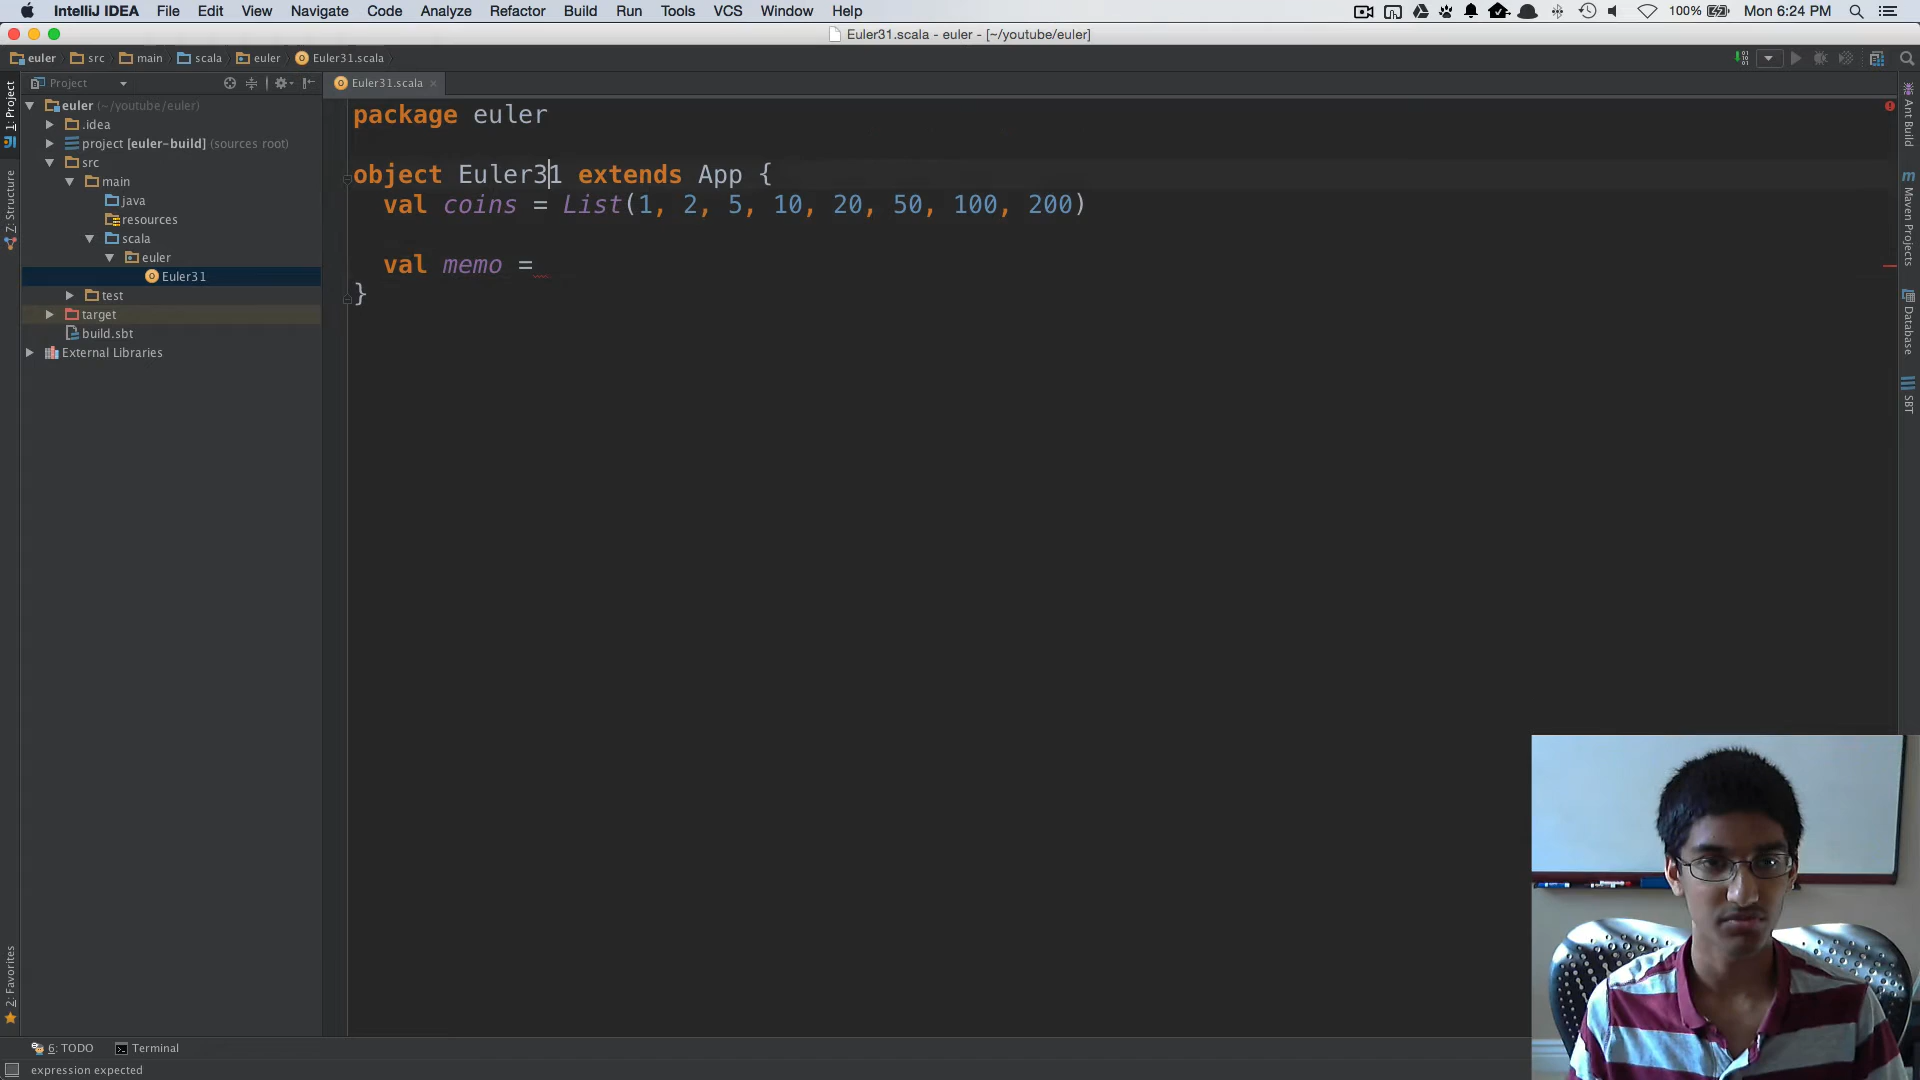 IntelliJ IDEA File Edit View Navigate Code Analyze Refactor Build Run Tools VCS Window Help 100% Mon 6:24 PM
Euler31.scala - euler - [~/youtube/euler]
euler src main scala euler Euler31.scala
Project
Euler31.scala
euler (~/youtube/euler)
.idea
project [euler-build] (sources root)
src
main
java
resources
scala
euler
Euler31
test
target
build.sbt
External Libraries
package euler
object Euler31 extends App {
val coins = List(1, 2, 5, 10, 20, 50, 100, 200)
val memo =
}
1: Project
Z: Structure
2: Favorites
Ant Build
Maven Projects
Database
SBT
6: TODO Terminal
expression expected